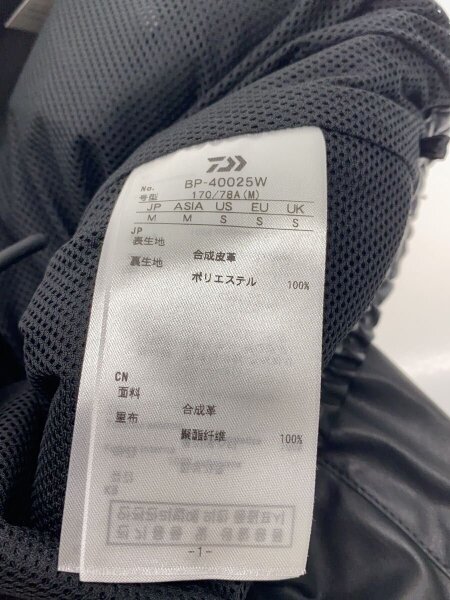 No. BP-40025W
号型 170/78A(M)
JP ASIA US EU UK
M M S S S
JP
表生地 合成皮革
裏生地 ポリエステル 100%
CN
面料 合成革
里布 聚酯纤维 100%
-1-